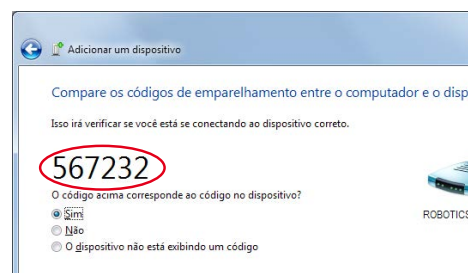 Adicionar um dispositivo
Compare os códigos de emparelhamento entre o computador e o disp
Isso irá verificar se você está se conectando ao dispositivo correto.
567232
O código acima corresponde ao código no dispositivo?
Sim
ROBOTICS
Não
O dispositivo não está exibindo um código